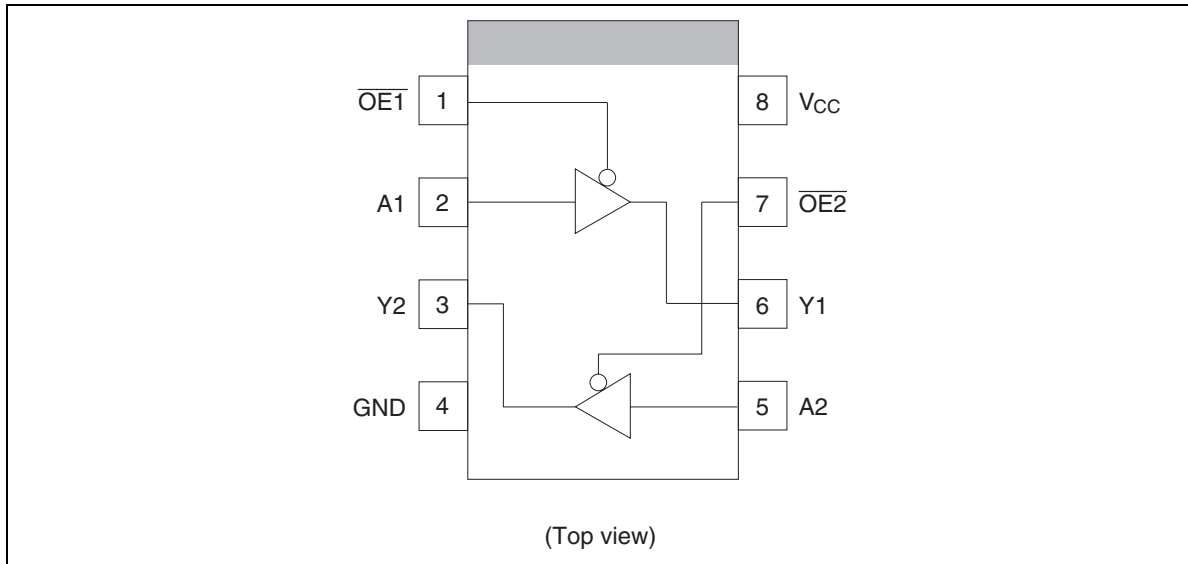 OE1 1 8 VCC
A1 2 7 OE2
Y2 3 6 Y1
GND 4 5 A2
(Top view)